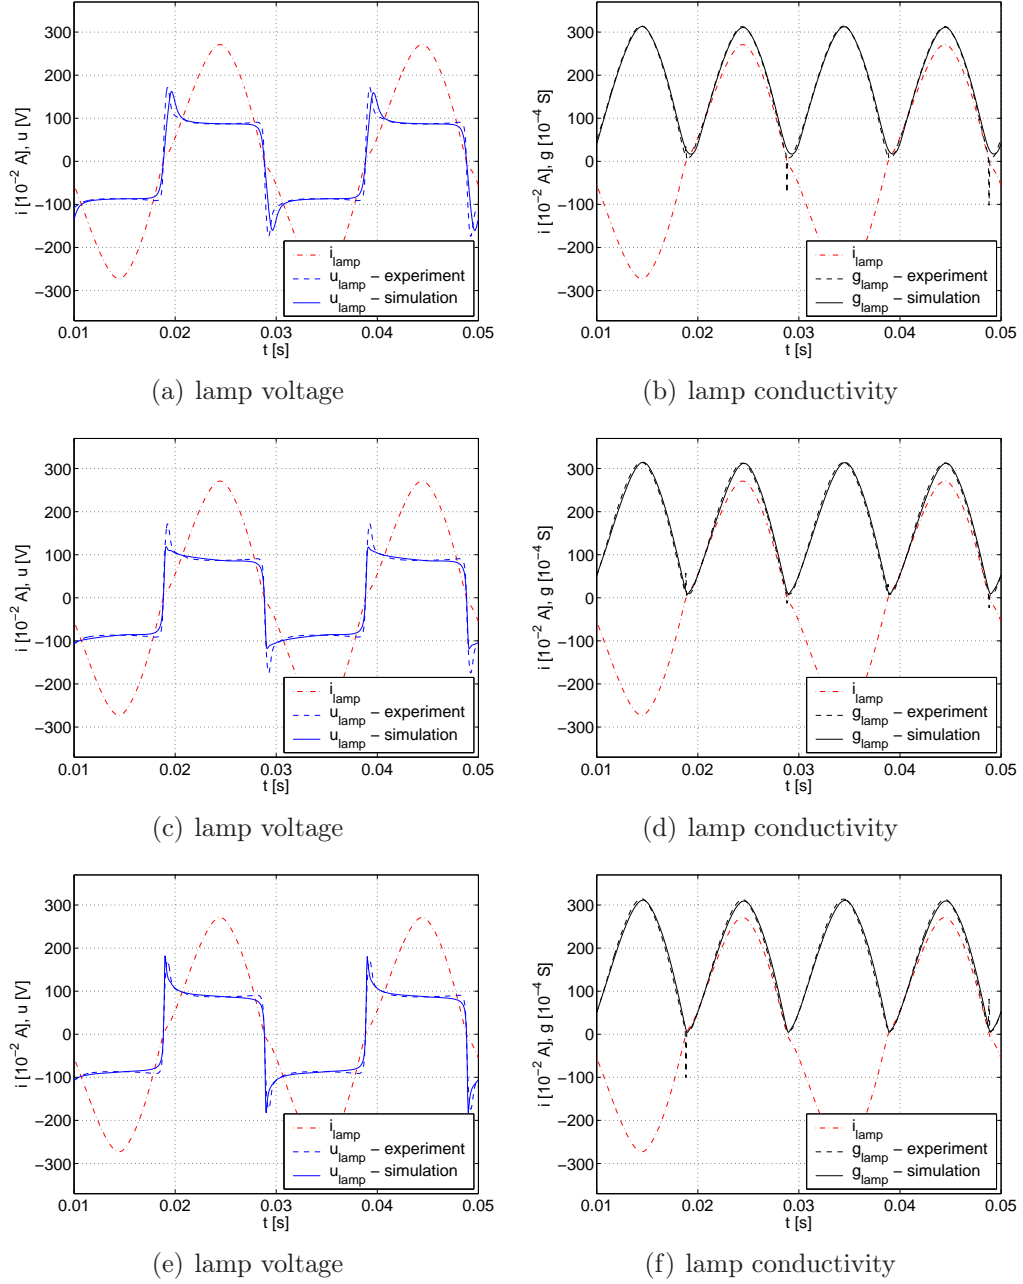 300
200
100
0
−100
−200
−300
i [10^−2 A], u [V]
i_lamp
u_lamp − experiment
u_lamp − simulation
0.01 0.02 0.03 0.04 0.05
t [s]
(a) lamp voltage
300
200
100
0
−100
−200
−300
i [10^−2 A], g [10^−4 S]
i_lamp
g_lamp − experiment
g_lamp − simulation
0.01 0.02 0.03 0.04 0.05
t [s]
(b) lamp conductivity
300
200
100
0
−100
−200
−300
i [10^−2 A], u [V]
i_lamp
u_lamp − experiment
u_lamp − simulation
0.01 0.02 0.03 0.04 0.05
t [s]
(c) lamp voltage
300
200
100
0
−100
−200
−300
i [10^−2 A], g [10^−4 S]
i_lamp
g_lamp − experiment
g_lamp − simulation
0.01 0.02 0.03 0.04 0.05
t [s]
(d) lamp conductivity
300
200
100
0
−100
−200
−300
i [10^−2 A], u [V]
i_lamp
u_lamp − experiment
u_lamp − simulation
0.01 0.02 0.03 0.04 0.05
t [s]
(e) lamp voltage
300
200
100
0
−100
−200
−300
i [10^−2 A], g [10^−4 S]
i_lamp
g_lamp − experiment
g_lamp − simulation
0.01 0.02 0.03 0.04 0.05
t [s]
(f) lamp conductivity